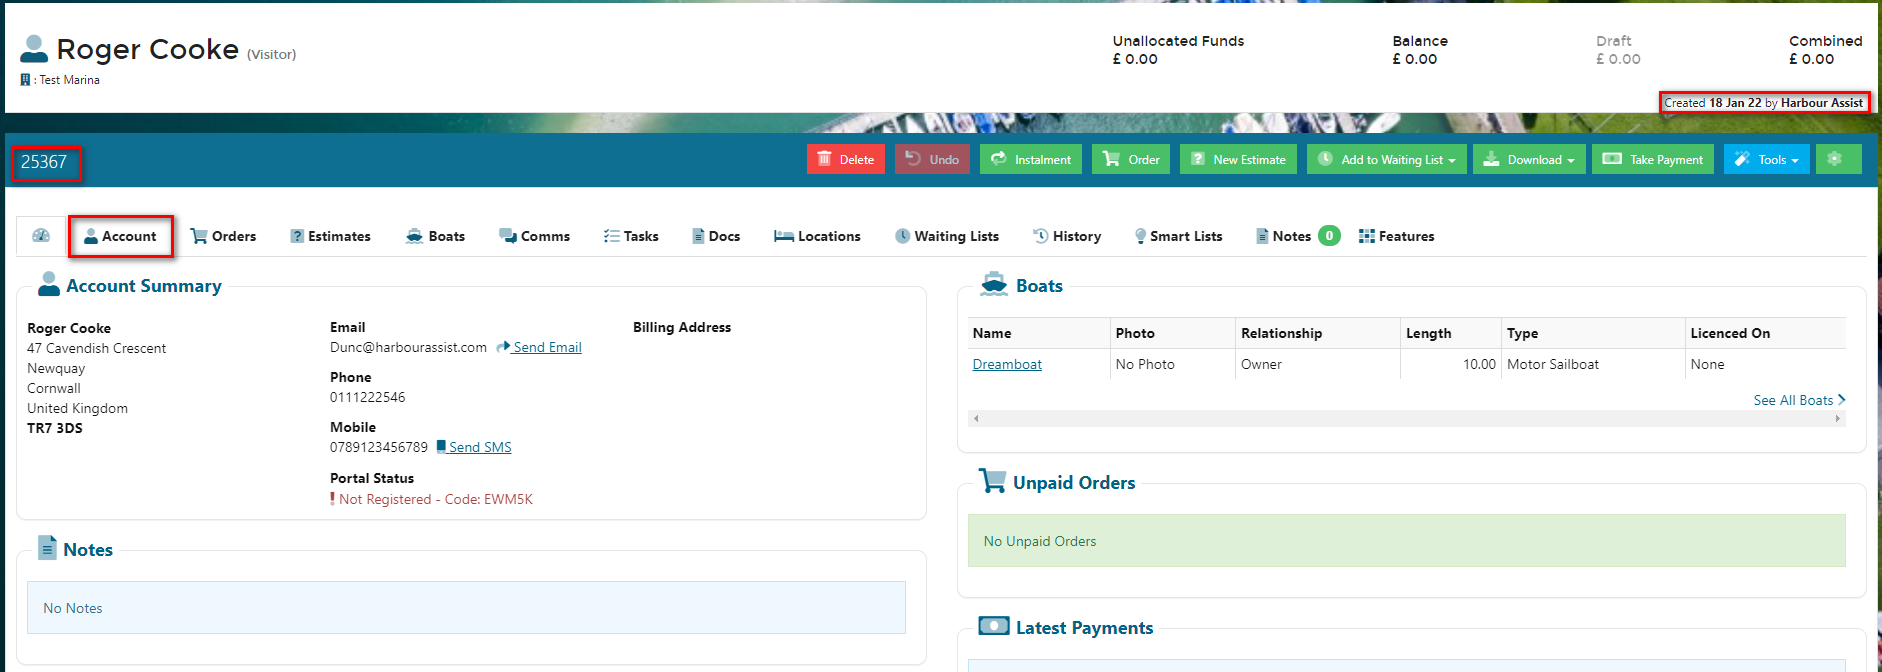 Roger Cooke (Visitor)
: Test Marina
Unallocated Funds
£ 0.00
Balance
£ 0.00
Draft
£ 0.00
Combined
£ 0.00
Created 18 Jan 22 by Harbour Assist
25367
Delete
Undo
Instalment
Order
New Estimate
Add to Waiting List
Download
Take Payment
Tools
Account
Orders
Estimates
Boats
Comms
Tasks
Docs
Locations
Waiting Lists
History
Smart Lists
Notes 0
Features
Account Summary
Roger Cooke
47 Cavendish Crescent
Newquay
Cornwall
United Kingdom
TR7 3DS
Email
Dunc@harbourassist.com Send Email
Phone
0111222546
Mobile
0789123456789 Send SMS
Portal Status
Not Registered - Code: EWM5K
Billing Address
Notes
No Notes
Boats
Name Photo Relationship Length Type Licenced On
Dreamboat No Photo Owner 10.00 Motor Sailboat None
See All Boats
Unpaid Orders
No Unpaid Orders
Latest Payments